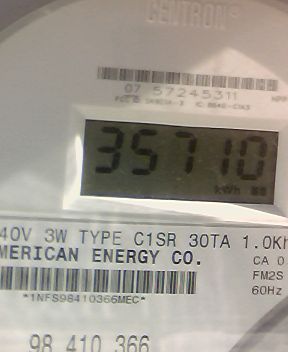 CENTRON®
07 57245311
35710
kWh
40V 3W TYPE C1SR 30TA 1.0Kh
MERICAN ENERGY CO.
CA 0
FM2S
*1NFS98410366MEC*
60Hz
98 410 366